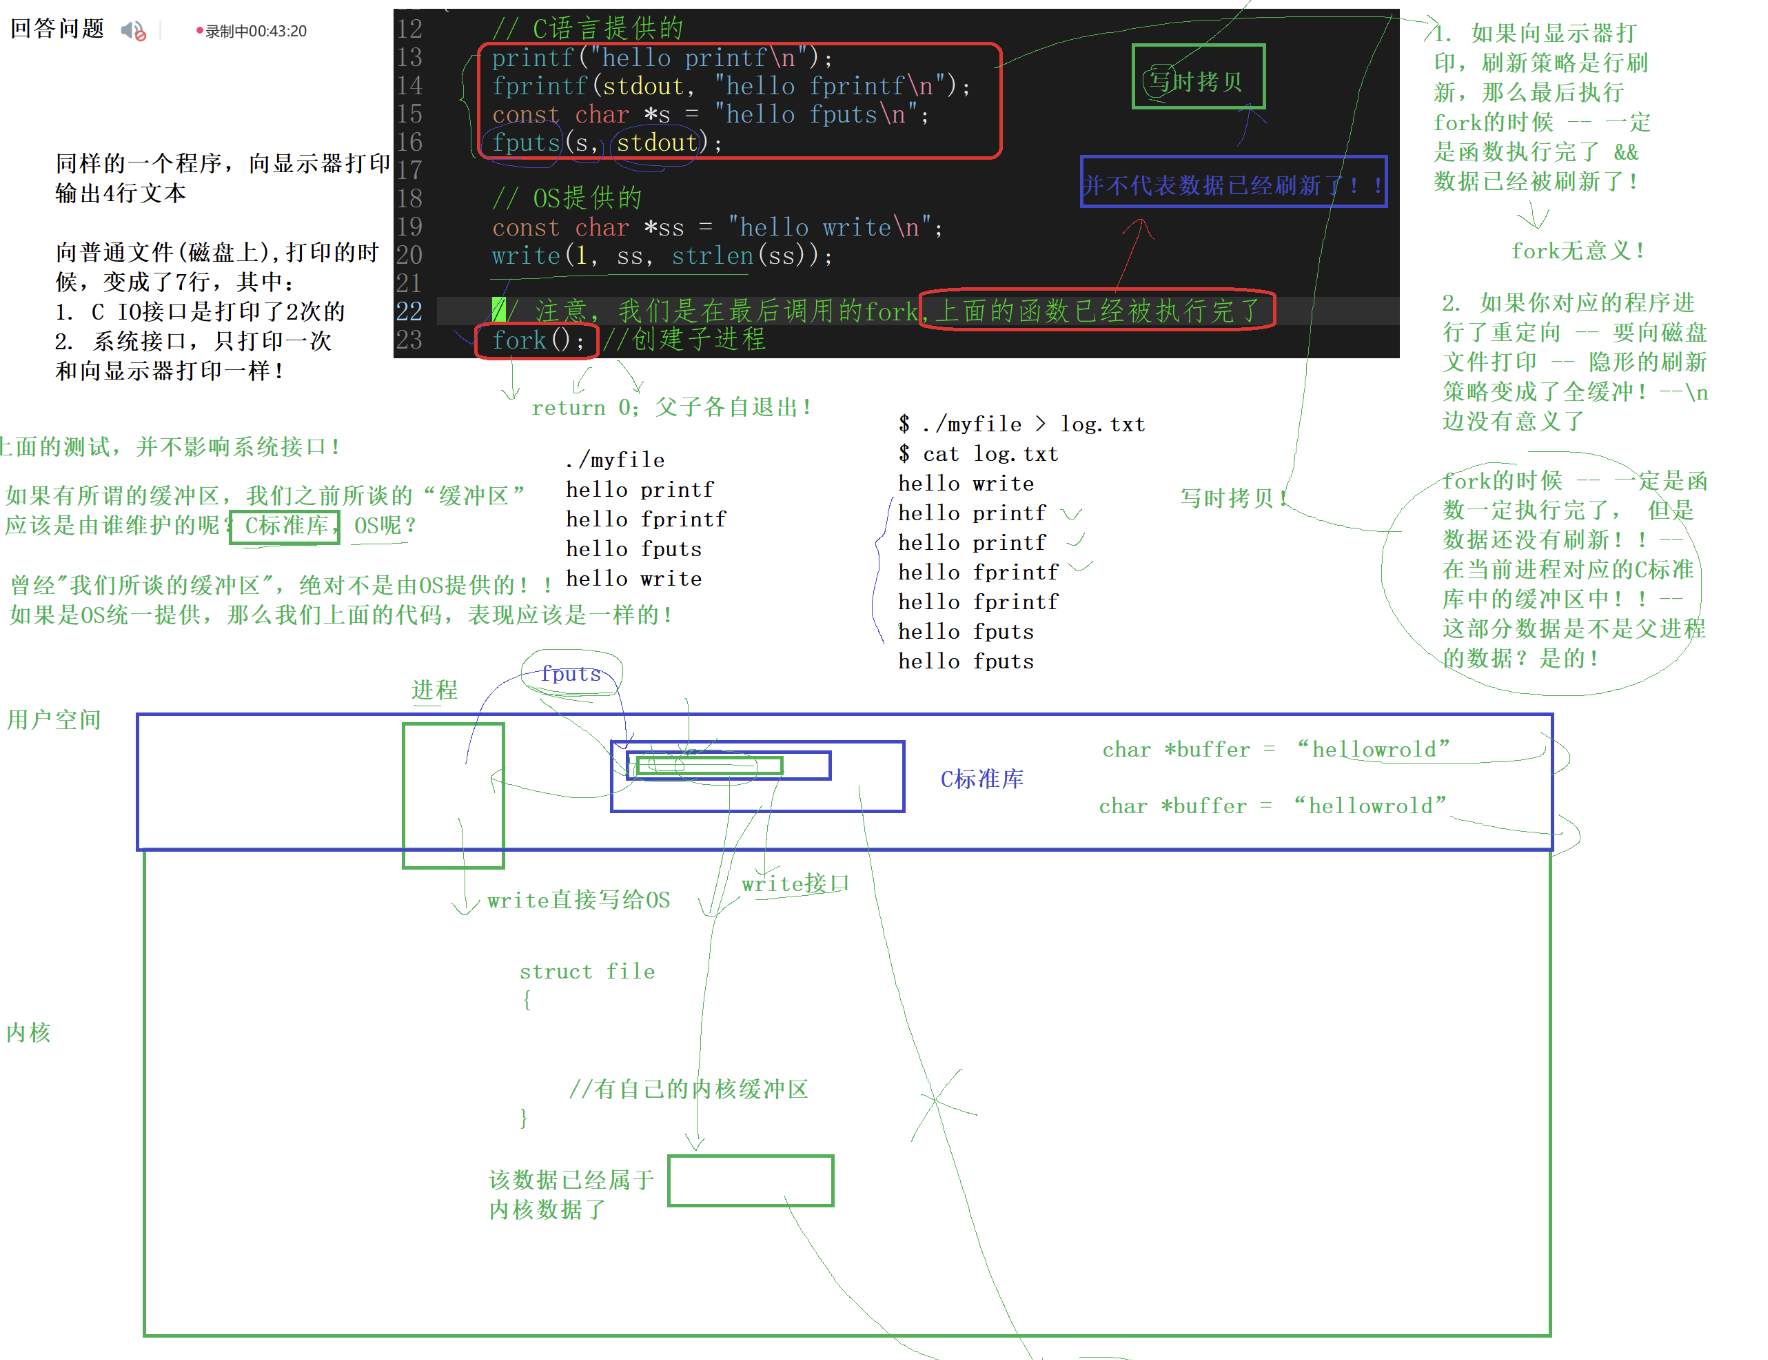 回答问题
录制中00:43:20
12 // C语言提供的
13 printf("hello printf\n");
14 fprintf(stdout, "hello fprintf\n");
15 const char *s = "hello fputs\n";
16 fputs(s, stdout);
17
18 // OS提供的
19 const char *ss = "hello write\n";
20 write(1, ss, strlen(ss));
21
22 // 注意, 我们是在最后调用的fork,上面的函数已经被执行完了
23 fork(); //创建子进程
写时拷贝
并不代表数据已经刷新了！！
1. 如果向显示器打
印，刷新策略是行刷
新，那么最后执行
fork的时候 -- 一定
是函数执行完了 &&
数据已经被刷新了！
fork无意义！
2. 如果你对应的程序进
行了重定向 -- 要向磁盘
文件打印 -- 隐形的刷新
策略变成了全缓冲！--\n
边没有意义了
fork的时候 -- 一定是函
数一定执行完了， 但是
数据还没有刷新！！--
在当前进程对应的C标准
库中的缓冲区中！！--
这部分数据是不是父进程
的数据？是的！
写时拷贝！
同样的一个程序，向显示器打印
输出4行文本
向普通文件(磁盘上),打印的时
候，变成了7行，其中：
1. C IO接口是打印了2次的
2. 系统接口，只打印一次
和向显示器打印一样！
return 0；父子各自退出！
上面的测试，并不影响系统接口！
如果有所谓的缓冲区，我们之前所谈的“缓冲区”
应该是由谁维护的呢？C标准库，OS呢？
曾经"我们所谈的缓冲区"，绝对不是由OS提供的！！
如果是OS统一提供，那么我们上面的代码，表现应该是一样的！
./myfile
hello printf
hello fprintf
hello fputs
hello write
$ ./myfile > log.txt
$ cat log.txt
hello write
hello printf
hello printf
hello fprintf
hello fprintf
hello fputs
hello fputs
fputs
进程
用户空间
C标准库
char *buffer = “hellowrold”
char *buffer = “hellowrold”
write直接写给OS
write接口
struct file
{
//有自己的内核缓冲区
}
内核
该数据已经属于
内核数据了